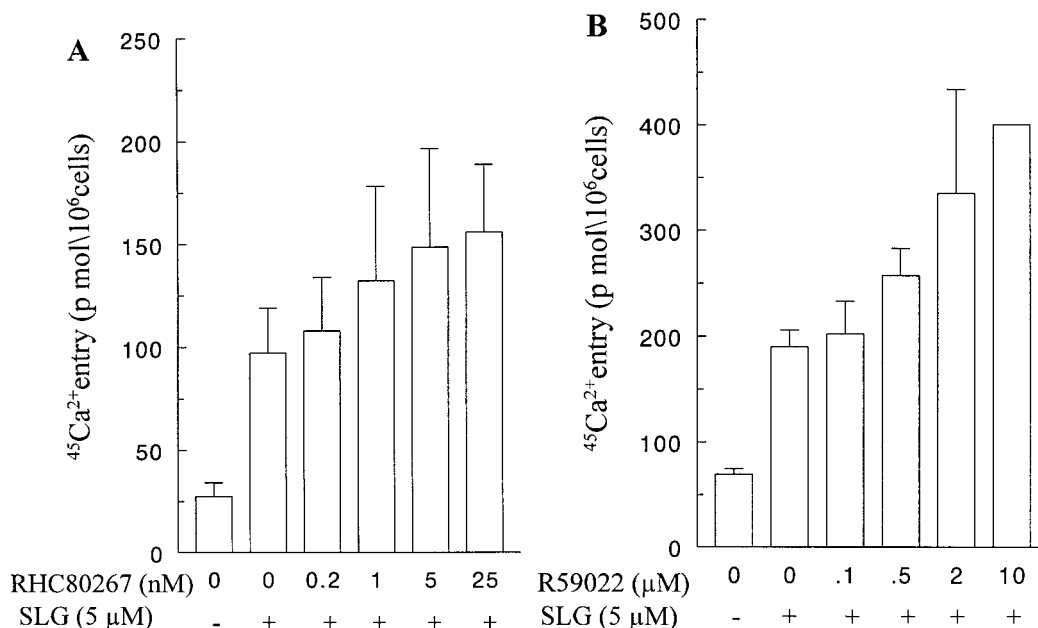 A
250
200
150
100
50
0
⁴⁵Ca²⁺entry (p mol\10⁶cells)
RHC80267 (nM) 0 0 0.2 1 5 25
SLG (5 μM) - + + + + +
B
500
400
300
200
100
0
⁴⁵Ca²⁺entry (p mol\10⁶cells)
R59022 (μM) 0 0 .1 .5 2 10
SLG (5 μM) - + + + + +